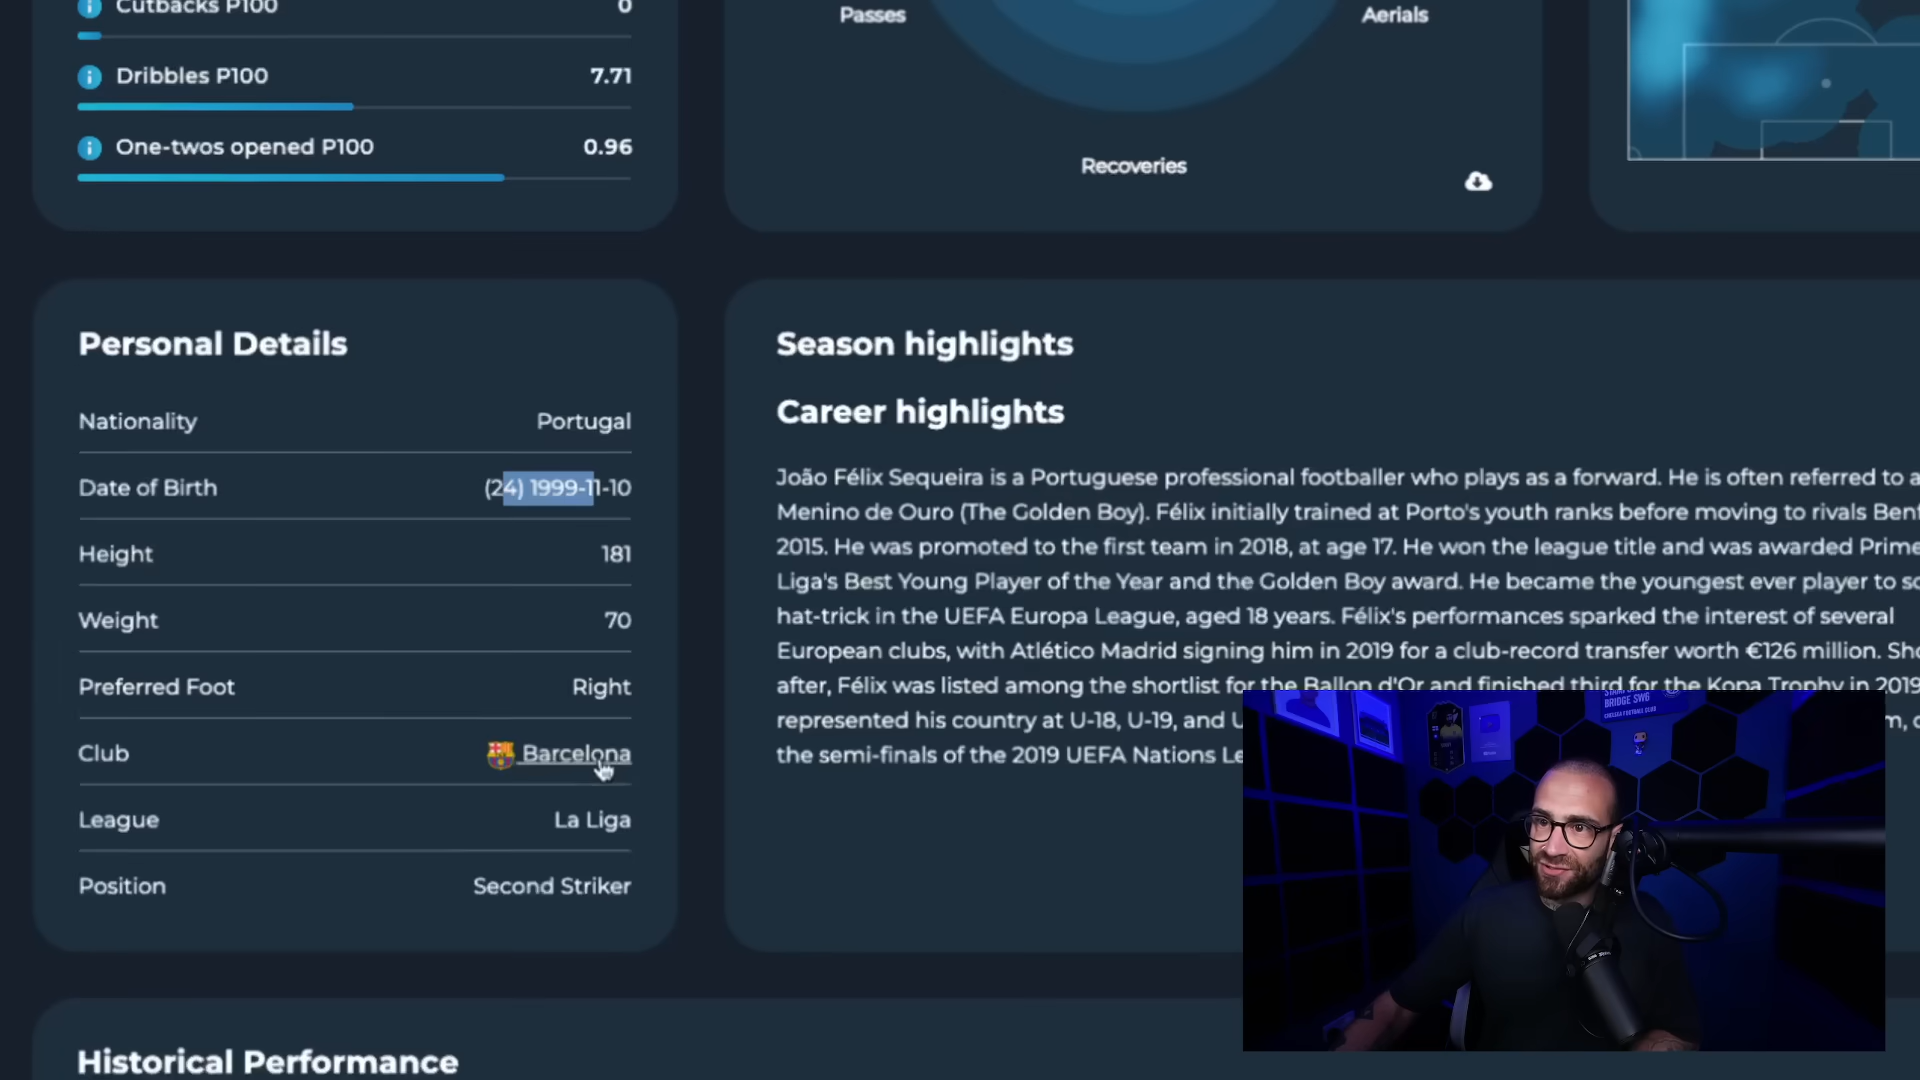 Cutbacks P100 0
Dribbles P100 7.71
One-twos opened P100 0.96
Passes
Aerials
Recoveries
Personal Details
Nationality Portugal
Date of Birth (24) 1999-11-10
Height 181
Weight 70
Preferred Foot Right
Club Barcelona
League La Liga
Position Second Striker
Season highlights
Career highlights
João Félix Sequeira is a Portuguese professional footballer who plays as a forward. He is often referred to a
Menino de Ouro (The Golden Boy). Félix initially trained at Porto's youth ranks before moving to rivals Benf
2015. He was promoted to the first team in 2018, at age 17. He won the league title and was awarded Prime
Liga's Best Young Player of the Year and the Golden Boy award. He became the youngest ever player to sc
hat-trick in the UEFA Europa League, aged 18 years. Félix's performances sparked the interest of several
European clubs, with Atlético Madrid signing him in 2019 for a club-record transfer worth €126 million. Sho
after, Félix was listed among the shortlist for the Ballon d'Or and finished third for the Kopa Trophy in 2019
represented his country at U-18, U-19, and U
the semi-finals of the 2019 UEFA Nations Le
BRIDGE SW6
CHELSEA FOOTBALL CLUB
Historical Performance